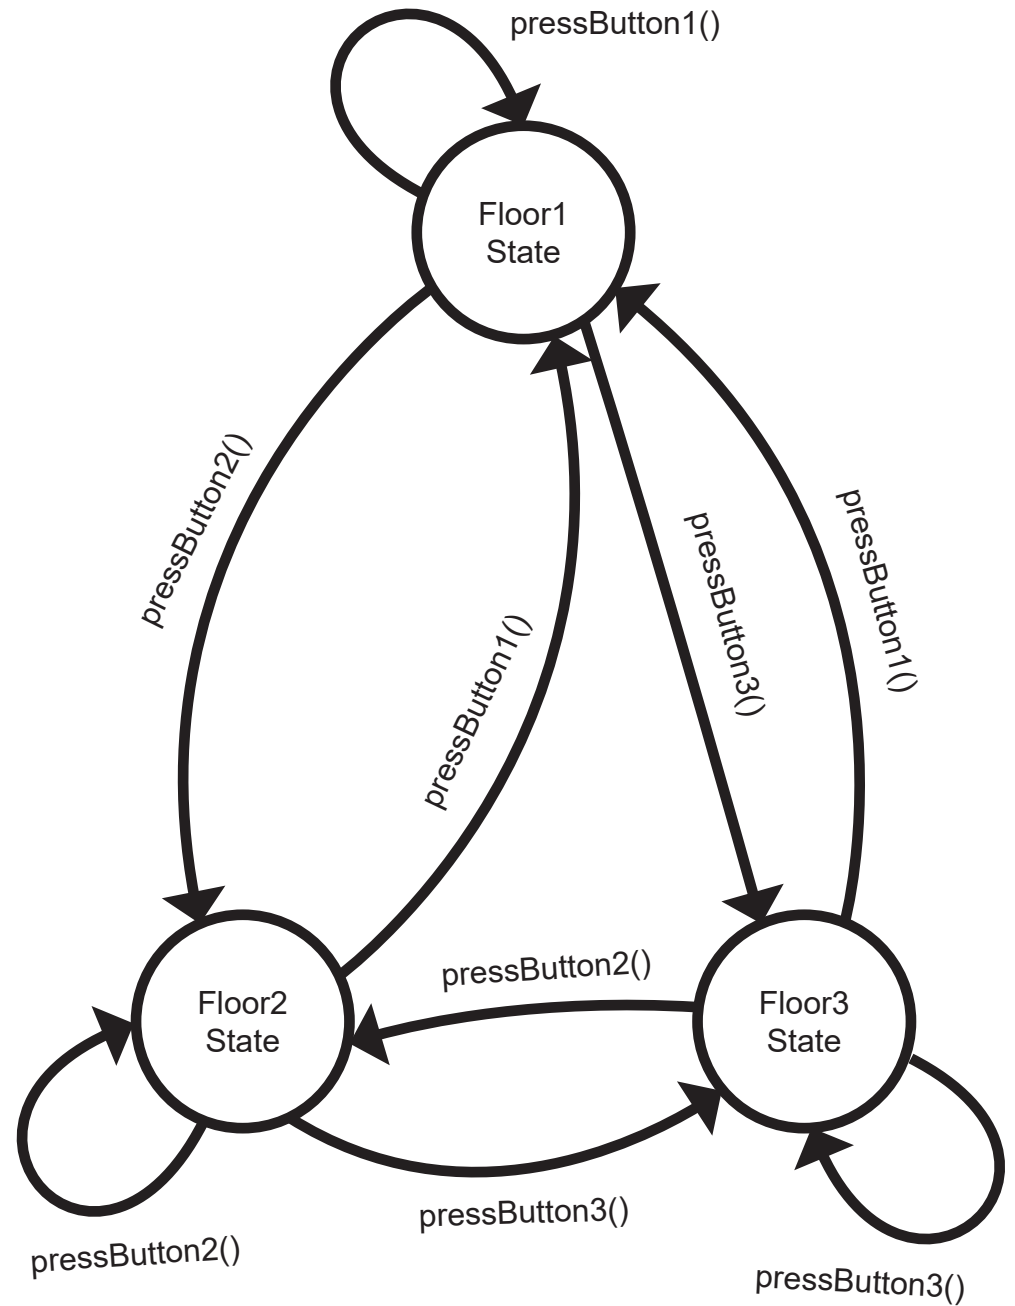 pressButton1()
Floor1
State
pressButton2()
pressButton1()
pressButton3()
pressButton1()
Floor2
State
pressButton2()
Floor3
State
pressButton3()
pressButton2()
pressButton3()